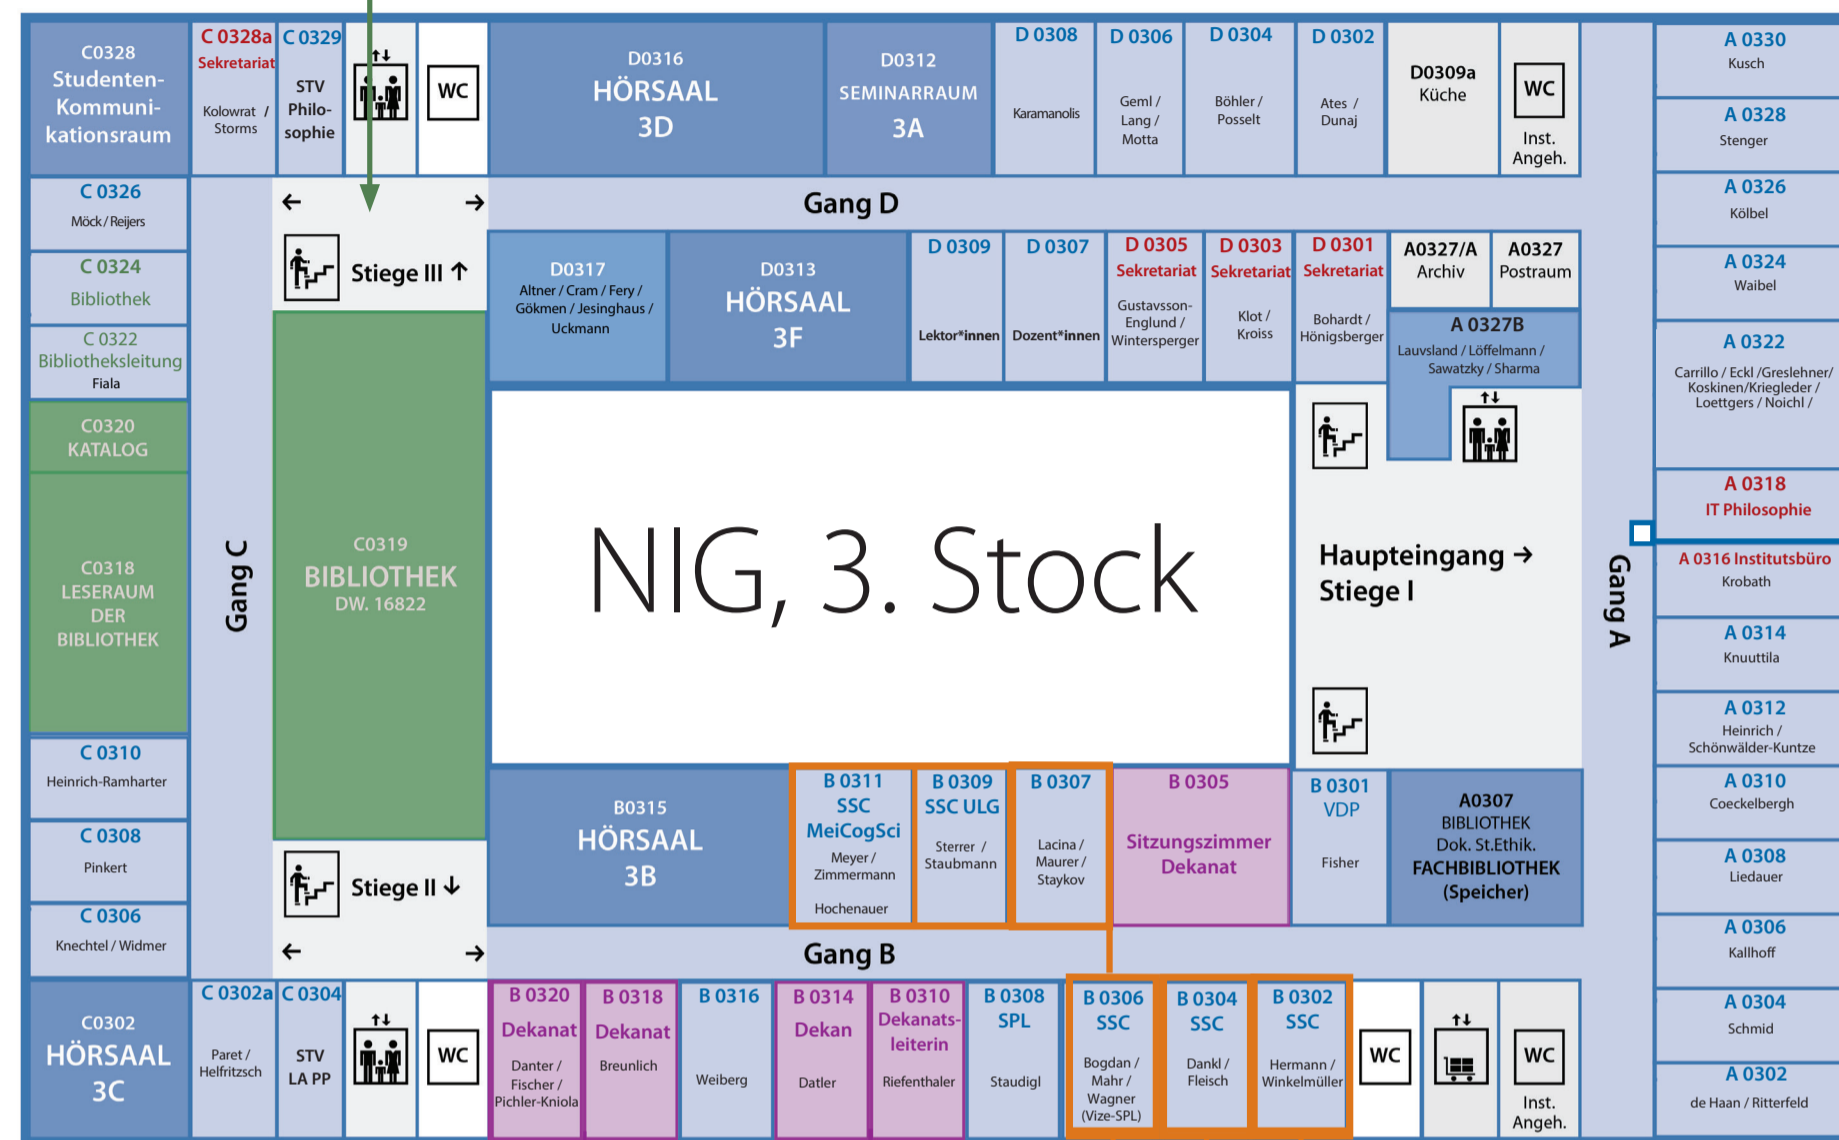 C0328
Studenten-
Kommuni-
kationsraum
C 0328a
Sekretariat
Kolowrat /
Storms
C 0329
STV
Philo-
sophie
WC
D0316
HÖRSAAL
3D
D0312
SEMINARRAUM
3A
D 0308
Karamanolis
D 0306
Geml /
Lang /
Motta
D 0304
Böhler /
Posselt
D 0302
Ates /
Dunaj
D0309a
Küche
WC
Inst.
Angeh.
A 0330
Kusch
A 0328
Stenger
A 0326
Kölbel
A 0324
Waibel
A 0322
Carrillo / Eckl /Greslehner/
Koskinen/Kriegleder /
Loettgers / Noichl /
A 0318
IT Philosophie
A 0316 Institutsbüro
Krobath
A 0314
Knuuttila
A 0312
Heinrich /
Schönwälder-Kuntze
A 0310
Coeckelbergh
A 0308
Liedauer
A 0306
Kallhoff
A 0304
Schmid
A 0302
de Haan / Ritterfeld
C 0326
Möck / Reijers
C 0324
Bibliothek
C 0322
Bibliotheksleitung
Fiala
C0320
KATALOG
C0318
LESERAUM
DER
BIBLIOTHEK
C 0310
Heinrich-Ramharter
C 0308
Pinkert
C 0306
Knechtel / Widmer
C0302
HÖRSAAL
3C
Gang C
← →
Stiege III ↑
C0319
BIBLIOTHEK
DW. 16822
Stiege II ↓
← →
Gang D
D0317
Altner / Cram / Fery /
Gökmen / Jesinghaus /
Uckmann
D0313
HÖRSAAL
3F
D 0309
Lektor*innen
D 0307
Dozent*innen
D 0305
Sekretariat
Gustavsson-
Englund /
Wintersperger
D 0303
Sekretariat
Klot /
Kroiss
D 0301
Sekretariat
Bohardt /
Hönigsberger
A0327/A
Archiv
A0327
Postraum
A 0327B
Lauvsland / Löffelmann /
Sawatzky / Sharma
NIG, 3. Stock
Haupteingang →
Stiege I
Gang A
B0315
HÖRSAAL
3B
B 0311
SSC
MeiCogSci
Meyer /
Zimmermann
Hochenauer
B 0309
SSC ULG
Sterrer /
Staubmann
B 0307
Lacina /
Maurer /
Staykov
B 0305
Sitzungszimmer
Dekanat
B 0301
VDP
Fisher
A0307
BIBLIOTHEK
Dok. St.Ethik.
FACHBIBLIOTHEK
(Speicher)
Gang B
C 0302a
Paret /
Helfritzsch
C 0304
STV
LA PP
WC
B 0320
Dekanat
Danter /
Fischer /
Pichler-Kniola
B 0318
Dekanat
Breunlich
B 0316
Weiberg
B 0314
Dekan
Datler
B 0310
Dekanats-
leiterin
Riefenthaler
B 0308
SPL
Staudigl
B 0306
SSC
Bogdan /
Mahr /
Wagner
(Vize-SPL)
B 0304
SSC
Dankl /
Fleisch
B 0302
SSC
Hermann /
Winkelmüller
WC
WC
Inst.
Angeh.